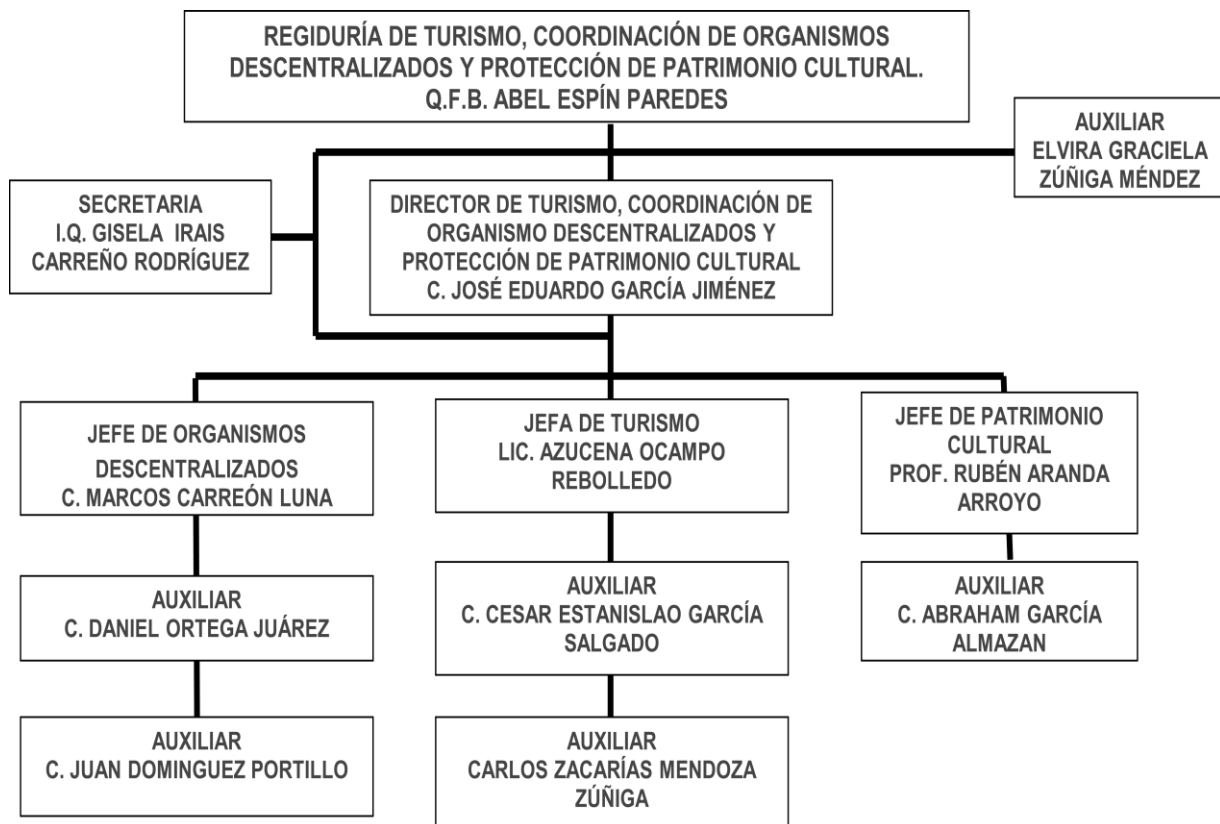 REGIDURÍA DE TURISMO, COORDINACIÓN DE ORGANISMOS
DESCENTRALIZADOS Y PROTECCIÓN DE PATRIMONIO CULTURAL.
Q.F.B. ABEL ESPÍN PAREDES
AUXILIAR
ELVIRA GRACIELA
ZÚÑIGA MÉNDEZ
SECRETARIA
I.Q. GISELA IRAIS
CARREÑO RODRÍGUEZ
DIRECTOR DE TURISMO, COORDINACIÓN DE
ORGANISMO DESCENTRALIZADOS Y
PROTECCIÓN DE PATRIMONIO CULTURAL
C. JOSÉ EDUARDO GARCÍA JIMÉNEZ
JEFE DE ORGANISMOS
DESCENTRALIZADOS
C. MARCOS CARREÓN LUNA
JEFA DE TURISMO
LIC. AZUCENA OCAMPO
REBOLLEDO
JEFE DE PATRIMONIO
CULTURAL
PROF. RUBÉN ARANDA
ARROYO
AUXILIAR
C. DANIEL ORTEGA JUÁREZ
AUXILIAR
C. CESAR ESTANISLAO GARCÍA
SALGADO
AUXILIAR
C. ABRAHAM GARCÍA
ALMAZAN
AUXILIAR
C. JUAN DOMINGUEZ PORTILLO
AUXILIAR
CARLOS ZACARÍAS MENDOZA
ZÚÑIGA